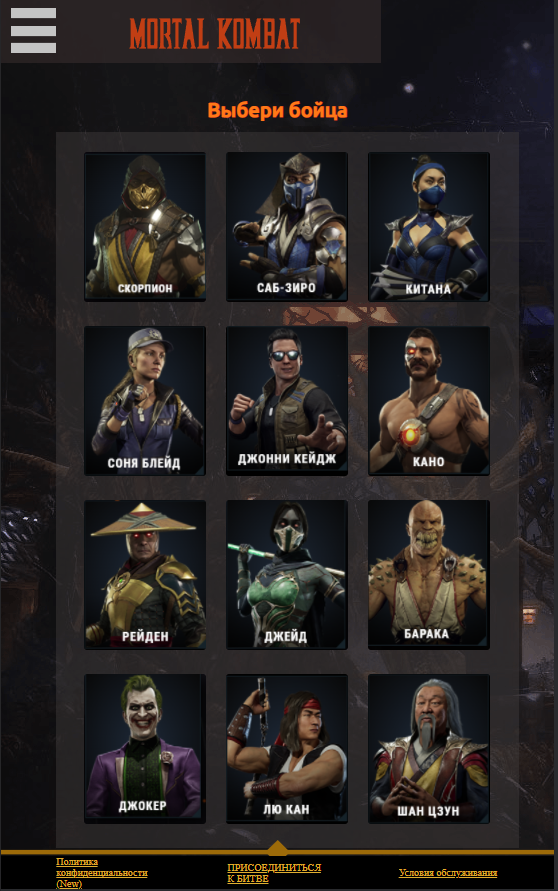 MORTAL KOMBAT
Выбери бойца
СКОРПИОН
САБ-ЗИРО
КИТАНА
СОНЯ БЛЕЙД
ДЖОННИ КЕЙДЖ
КАНО
РЕЙДЕН
ДЖЕЙД
БАРАКА
ДЖОКЕР
ЛЮ КАН
ШАН ЦЗУН
Политика
конфиденциальности
(New)
ПРИСОЕДИНИТЬСЯ
К БИТВЕ
Условия обслуживания